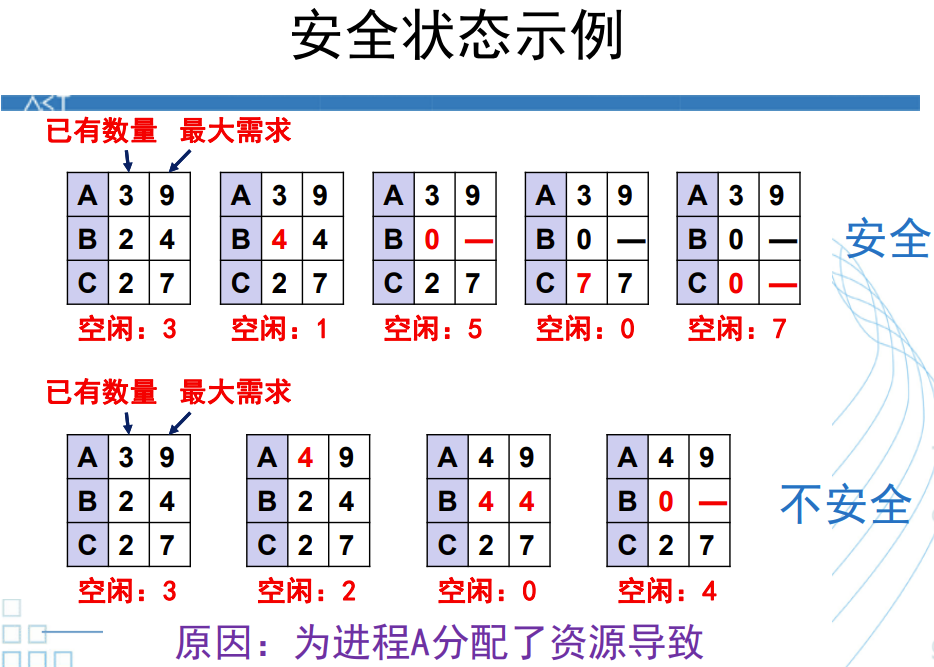 安全状态示例
已有数量 最大需求
A 3 9 A 3 9 A 3 9 A 3 9 A 3 9
B 2 4 B 4 4 B 0 — B 0 — B 0 —
C 2 7 C 2 7 C 2 7 C 7 7 C 0 —
空闲：3 空闲：1 空闲：5 空闲：0 空闲：7
安全
已有数量 最大需求
A 3 9 A 4 9 A 4 9 A 4 9
B 2 4 B 2 4 B 4 4 B 0 —
C 2 7 C 2 7 C 2 7 C 2 7
空闲：3 空闲：2 空闲：0 空闲：4
不安全
原因：为进程A分配了资源导致